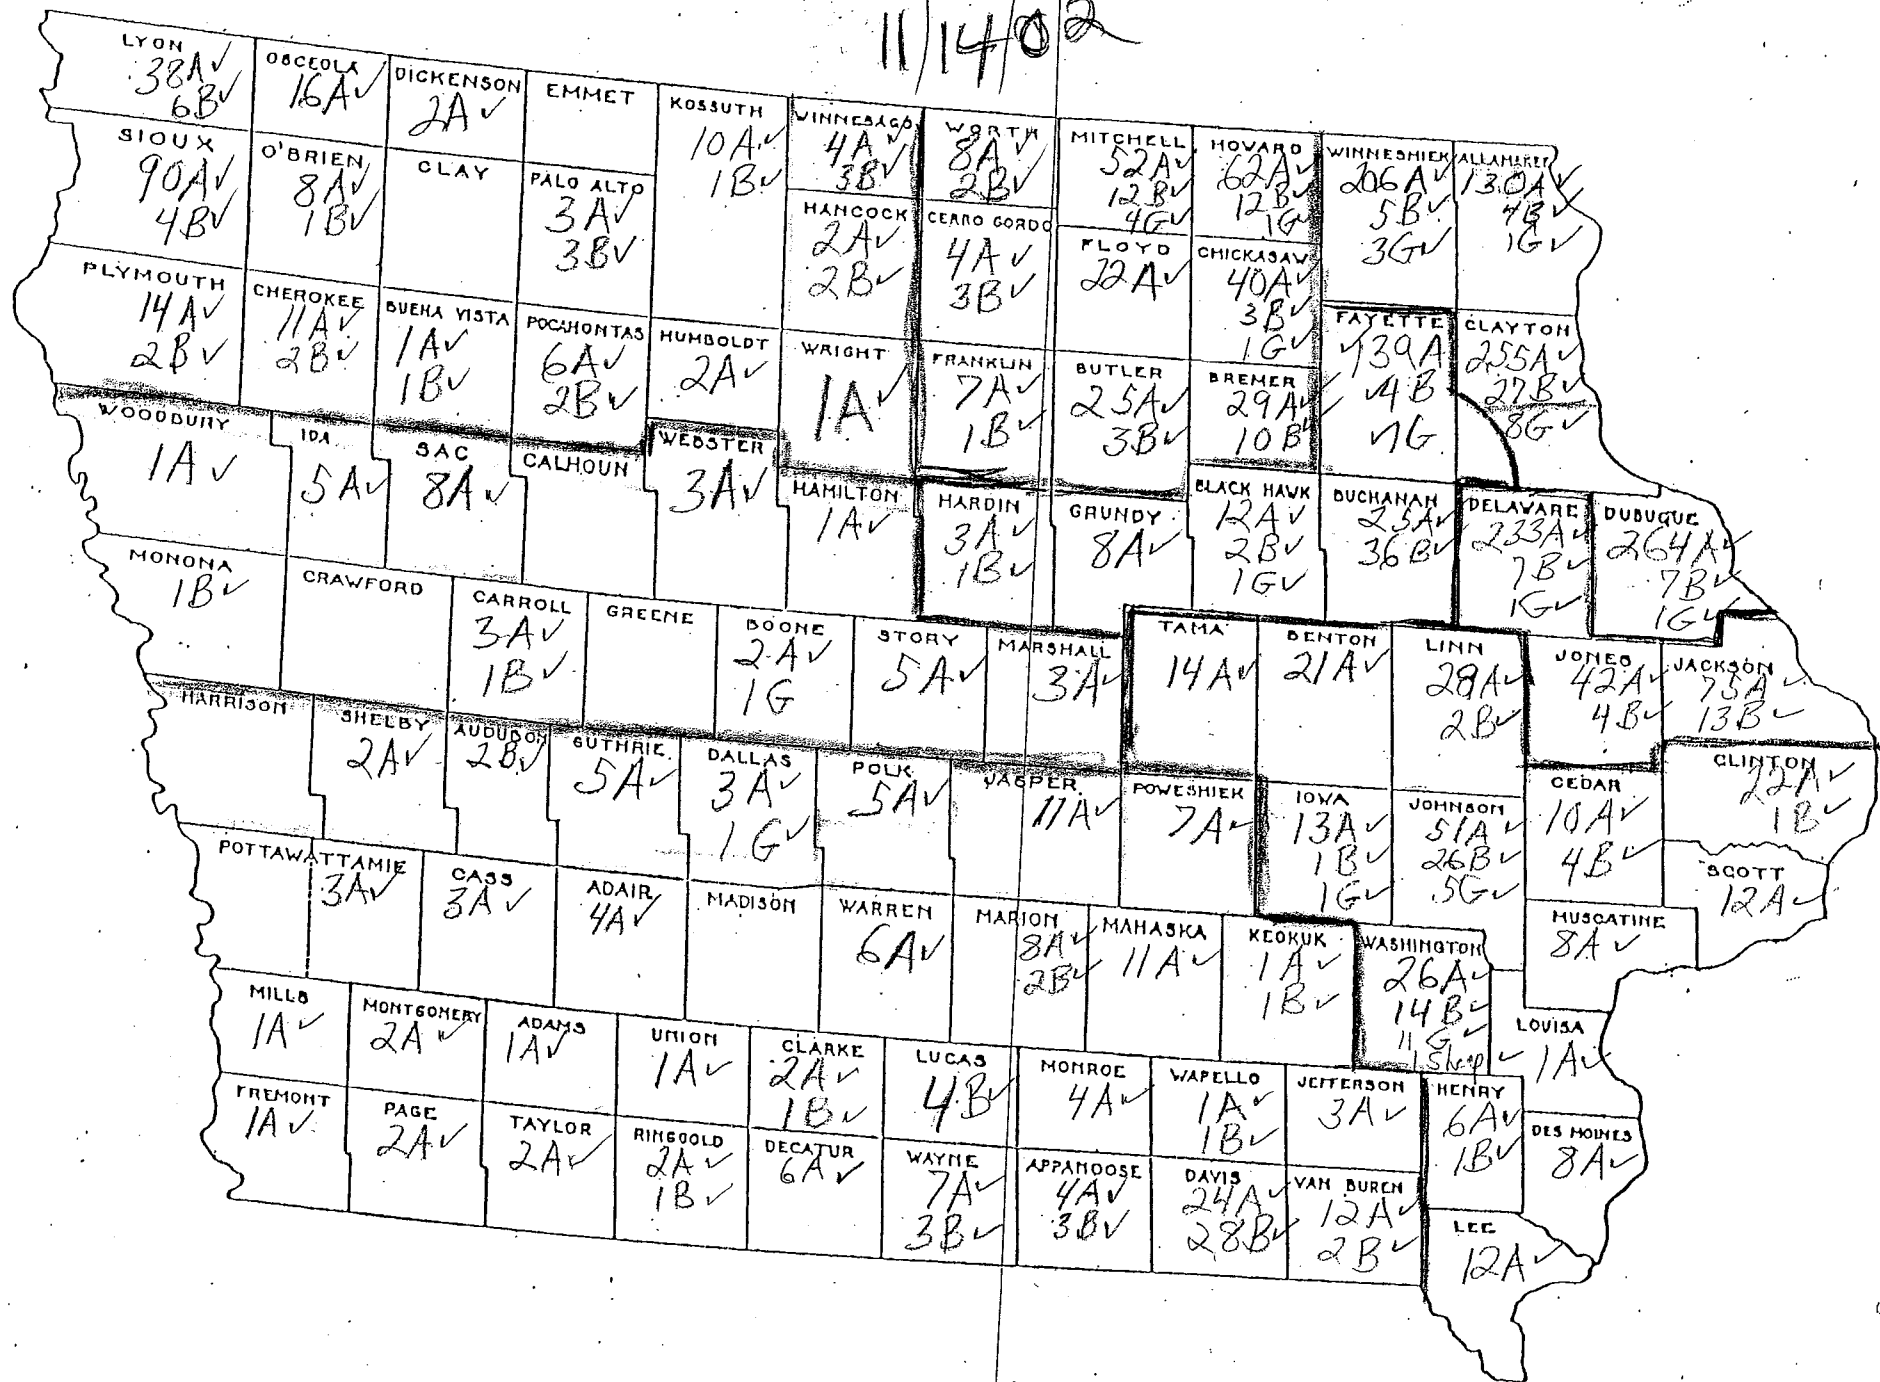 11/14/02
LYON
38A✓
6B✓
OSCEOLA
16A✓
DICKENSON
2A✓
EMMET
KOSSUTH
10A✓
1B✓
WINNEBAGO
4A✓
3B✓
WORTH
8A✓
2B✓
MITCHELL
52A✓
12B✓
4G✓
HOWARD
62A✓
12B✓
1G✓
WINNESHIEK
206A✓
5B✓
3G✓
ALLAMAKEE
130A✓
7B✓
1G✓
SIOUX
90A✓
4B✓
O'BRIEN
8A✓
1B✓
CLAY
PALO ALTO
3A✓
3B✓
HANCOCK
2A✓
2B✓
CERRO GORDO
4A✓
3B✓
FLOYD
22A✓
CHICKASAW
40A✓
3B✓
1G✓
PLYMOUTH
14A✓
2B✓
CHEROKEE
11A✓
2B✓
BUENA VISTA
1A✓
1B✓
POCAHONTAS
6A✓
2B✓
HUMBOLDT
2A✓
WRIGHT
1A✓
FRANKLIN
7A✓
1B✓
BUTLER
25A✓
3B✓
BREMER
29A✓
10B✓
FAYETTE
✓139A
✓4B
✓1G
CLAYTON
255A✓
27B✓
8G✓
WOODBURY
1A✓
IDA
5A✓
SAC
8A✓
CALHOUN
WEBSTER
3A✓
HAMILTON
1A✓
HARDIN
3A✓
1B✓
GRUNDY
8A✓
BLACK HAWK
12A✓
2B✓
1G✓
BUCHANAN
25A✓
36B✓
DELAWARE
233A✓
7B✓
1G✓
DUBUQUE
264A✓
7B✓
1G✓
MONONA
1B✓
CRAWFORD
CARROLL
3A✓
1B✓
GREENE
BOONE
2A✓
1G
STORY
5A✓
MARSHALL
3A✓
TAMA
14A✓
BENTON
21A✓
LINN
28A✓
2B✓
JONES
42A✓
4B✓
JACKSON
75A✓
13B✓
HARRISON
SHELBY
2A✓
AUDUBON
2B✓
GUTHRIE
5A✓
DALLAS
3A✓
1G✓
POLK
5A✓
JASPER
11A✓
POWESHIEK
7A✓
IOWA
13A✓
1B✓
1G✓
JOHNSON
51A✓
26B✓
5G✓
CEDAR
10A✓
4B✓
CLINTON
22A✓
1B✓
SCOTT
12A✓
POTTAWATTAMIE
3A✓
CASS
3A✓
ADAIR
4A✓
MADISON
WARREN
6A✓
MARION
8A✓
2B✓
MAHASKA
11A✓
KEOKUK
1A✓
1B✓
WASHINGTON
26A✓
14B✓
11G✓
1 Sheep✓
MUSCATINE
8A✓
LOUISA
1A✓
MILLS
1A✓
MONTGOMERY
2A✓
ADAMS
1A✓
UNION
1A✓
CLARKE
2A✓
1B✓
LUCAS
4B✓
MONROE
4A✓
WAPELLO
1A✓
1B✓
JEFFERSON
3A✓
HENRY
6A✓
1B✓
DES MOINES
8A✓
FREMONT
1A✓
PAGE
2A✓
TAYLOR
2A✓
RINGGOLD
2A✓
1B✓
DECATUR
6A✓
WAYNE
7A✓
3B✓
APPANOOSE
4A✓
3B✓
DAVIS
24A✓
28B✓
VAN BUREN
12A✓
2B✓
LEE
12A✓